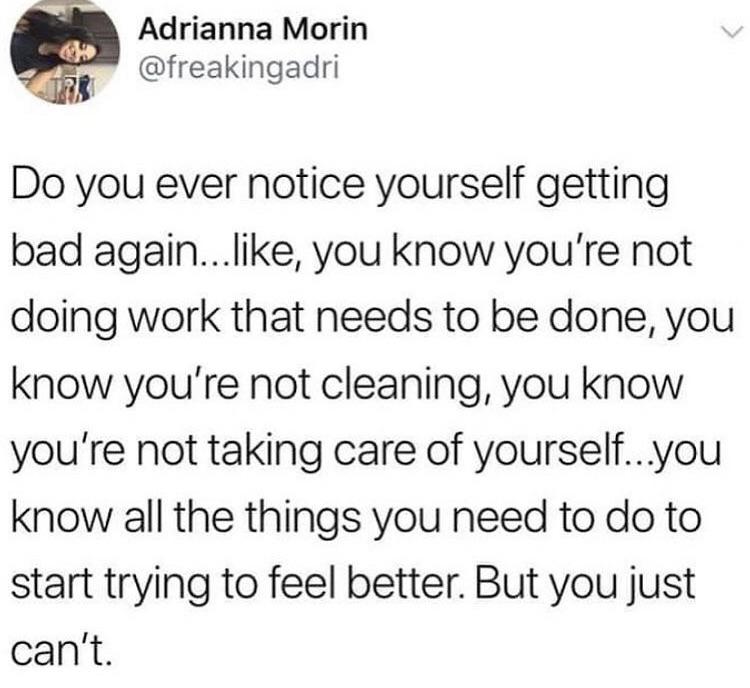 Adrianna Morin
@freakingadri
Do you ever notice yourself getting
bad again...like, you know you're not
doing work that needs to be done, you
know you're not cleaning, you know
you're not taking care of yourself...you
know all the things you need to do to
start trying to feel better. But you just
can't.